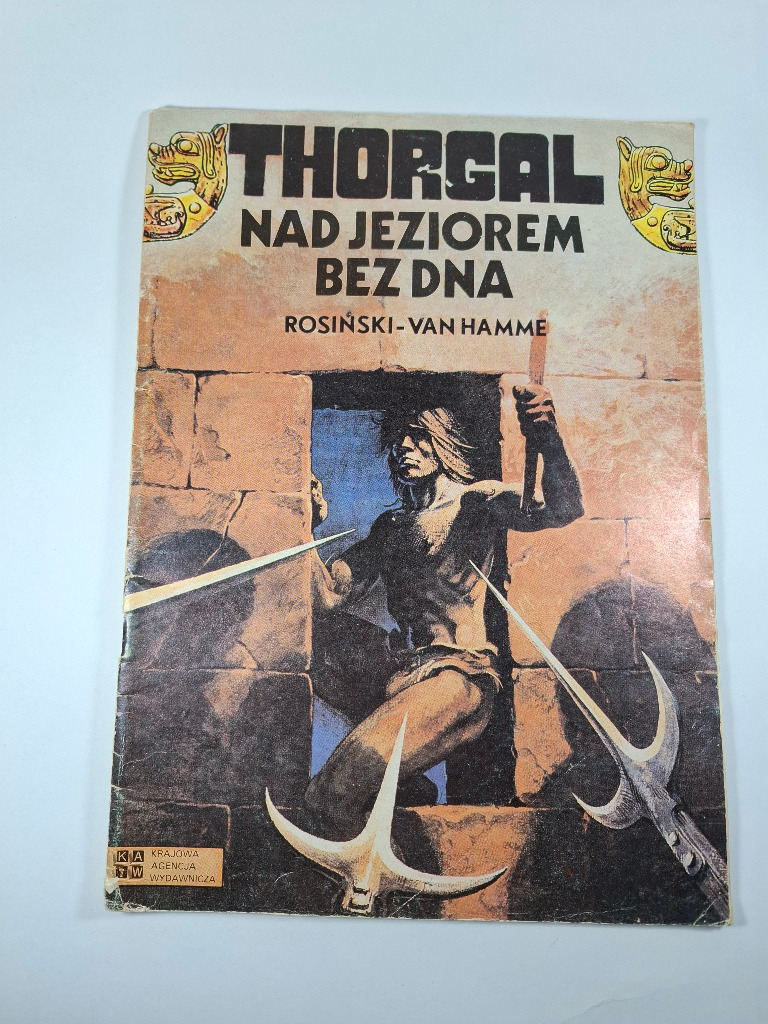 THORGAL
NAD JEZIOREM
BEZ DNA
ROSIŃSKI-VAN HAMME
KAW
KRAJOWA
AGENCJA
WYDAWNICZA